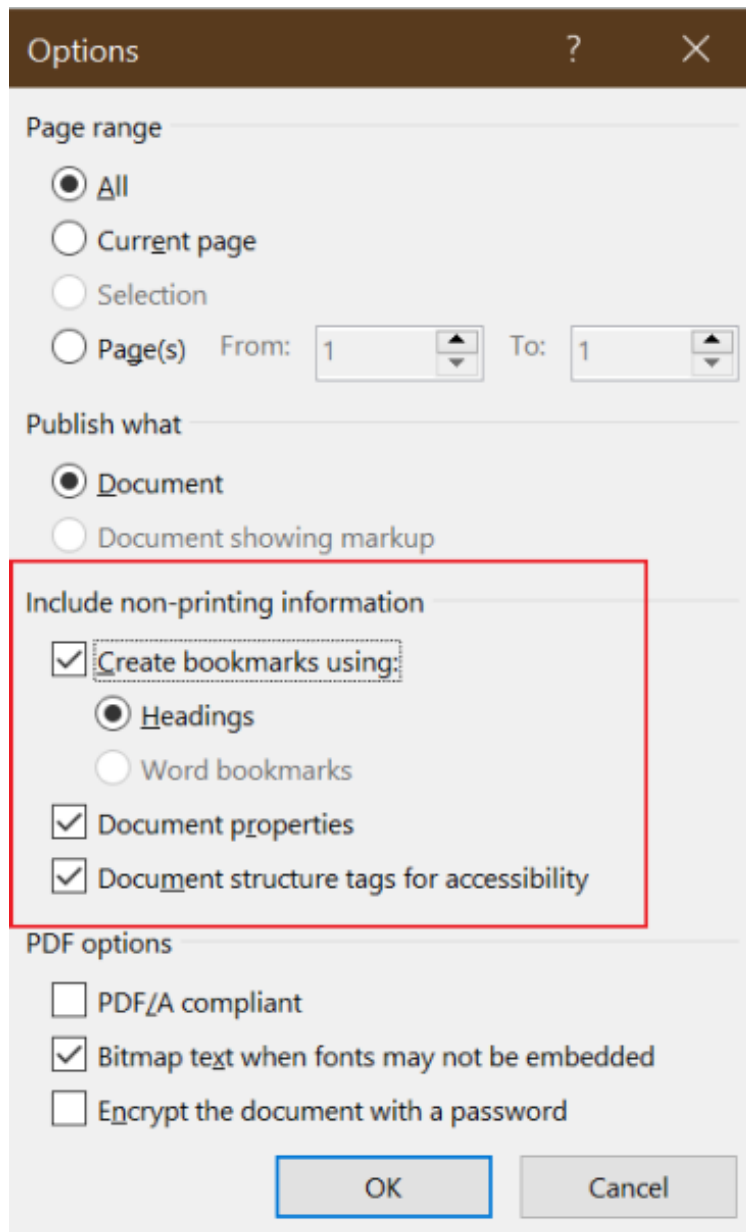 Options ?
Page range
All
Current page
Selection
Page(s) From: 1 To: 1
Publish what
Document
Document showing markup
Include non-printing information
Create bookmarks using:
Headings
Word bookmarks
Document properties
Document structure tags for accessibility
PDF options
PDF/A compliant
Bitmap text when fonts may not be embedded
Encrypt the document with a password
OK Cancel